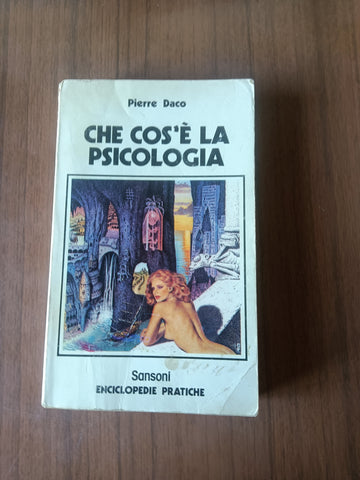 Pierre Daco
CHE COS'È LA
PSICOLOGIA
Sansoni
ENCICLOPEDIE PRATICHE